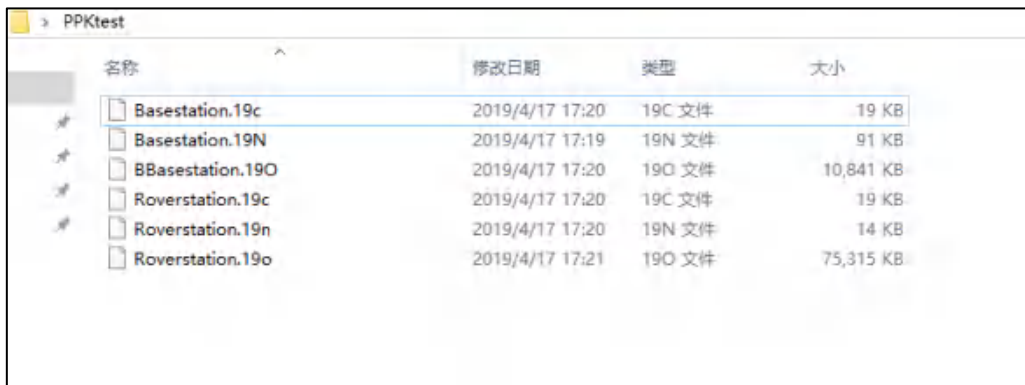 > PPKtest
名称 修改日期 类型 大小
Basestation.19c 2019/4/17 17:20 19C 文件 19 KB
Basestation.19N 2019/4/17 17:19 19N 文件 91 KB
BBasestation.19O 2019/4/17 17:20 19O 文件 10,841 KB
Roverstation.19c 2019/4/17 17:20 19C 文件 19 KB
Roverstation.19n 2019/4/17 17:20 19N 文件 14 KB
Roverstation.19o 2019/4/17 17:21 19O 文件 75,315 KB